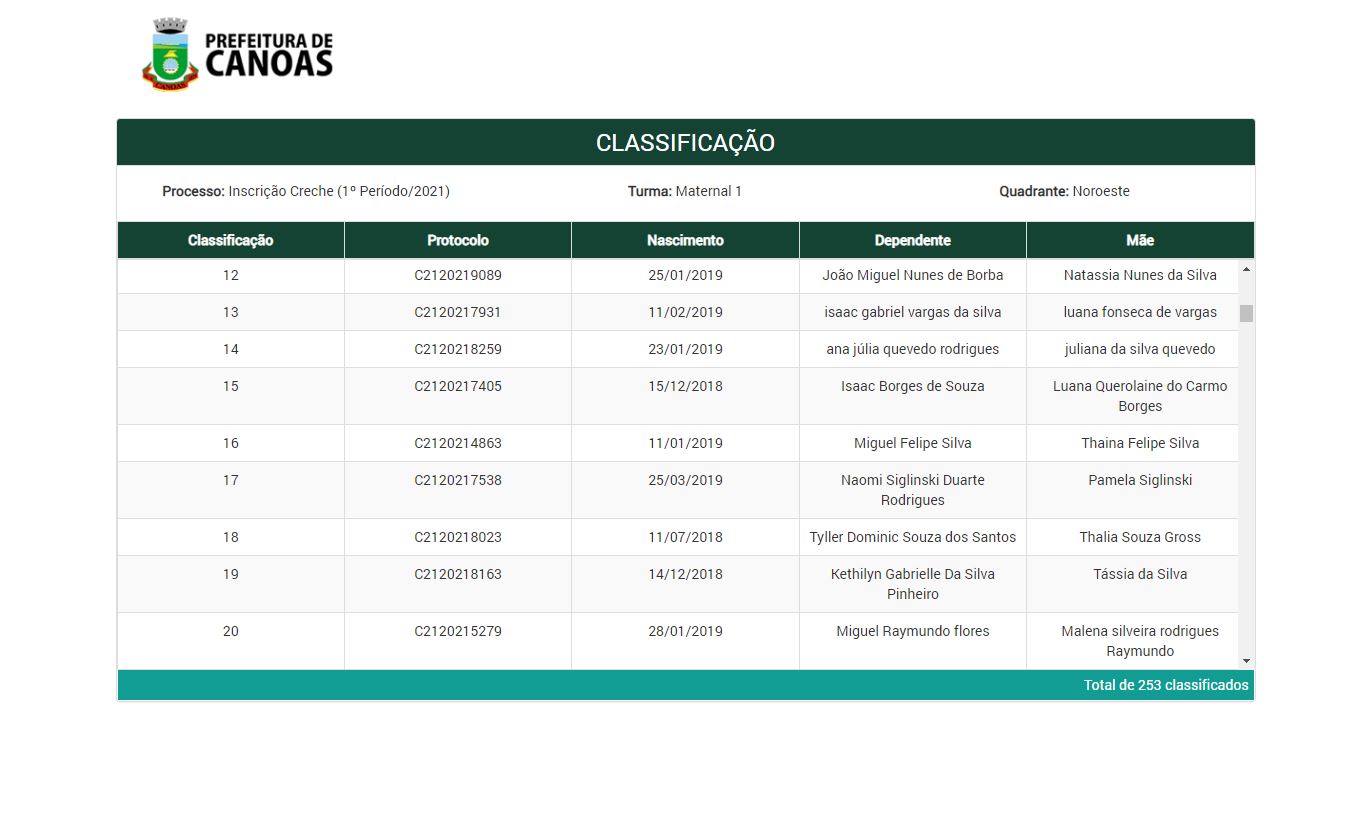 PREFEITURA DE
CANOAS
CANOAS
CLASSIFICAÇÃO
Processo: Inscrição Creche (1º Período/2021) Turma: Maternal 1 Quadrante: Noroeste
Classificação Protocolo Nascimento Dependente Mãe
12 C2120219089 25/01/2019 João Miguel Nunes de Borba Natassia Nunes da Silva
13 C2120217931 11/02/2019 isaac gabriel vargas da silva luana fonseca de vargas
14 C2120218259 23/01/2019 ana júlia quevedo rodrigues juliana da silva quevedo
15 C2120217405 15/12/2018 Isaac Borges de Souza Luana Querolaine do Carmo
Borges
16 C2120214863 11/01/2019 Miguel Felipe Silva Thaina Felipe Silva
17 C2120217538 25/03/2019 Naomi Siglinski Duarte Pamela Siglinski
Rodrigues
18 C2120218023 11/07/2018 Tyller Dominic Souza dos Santos Thalia Souza Gross
19 C2120218163 14/12/2018 Kethilyn Gabrielle Da Silva Tássia da Silva
Pinheiro
20 C2120215279 28/01/2019 Miguel Raymundo flores Malena silveira rodrigues
Raymundo
Total de 253 classificados